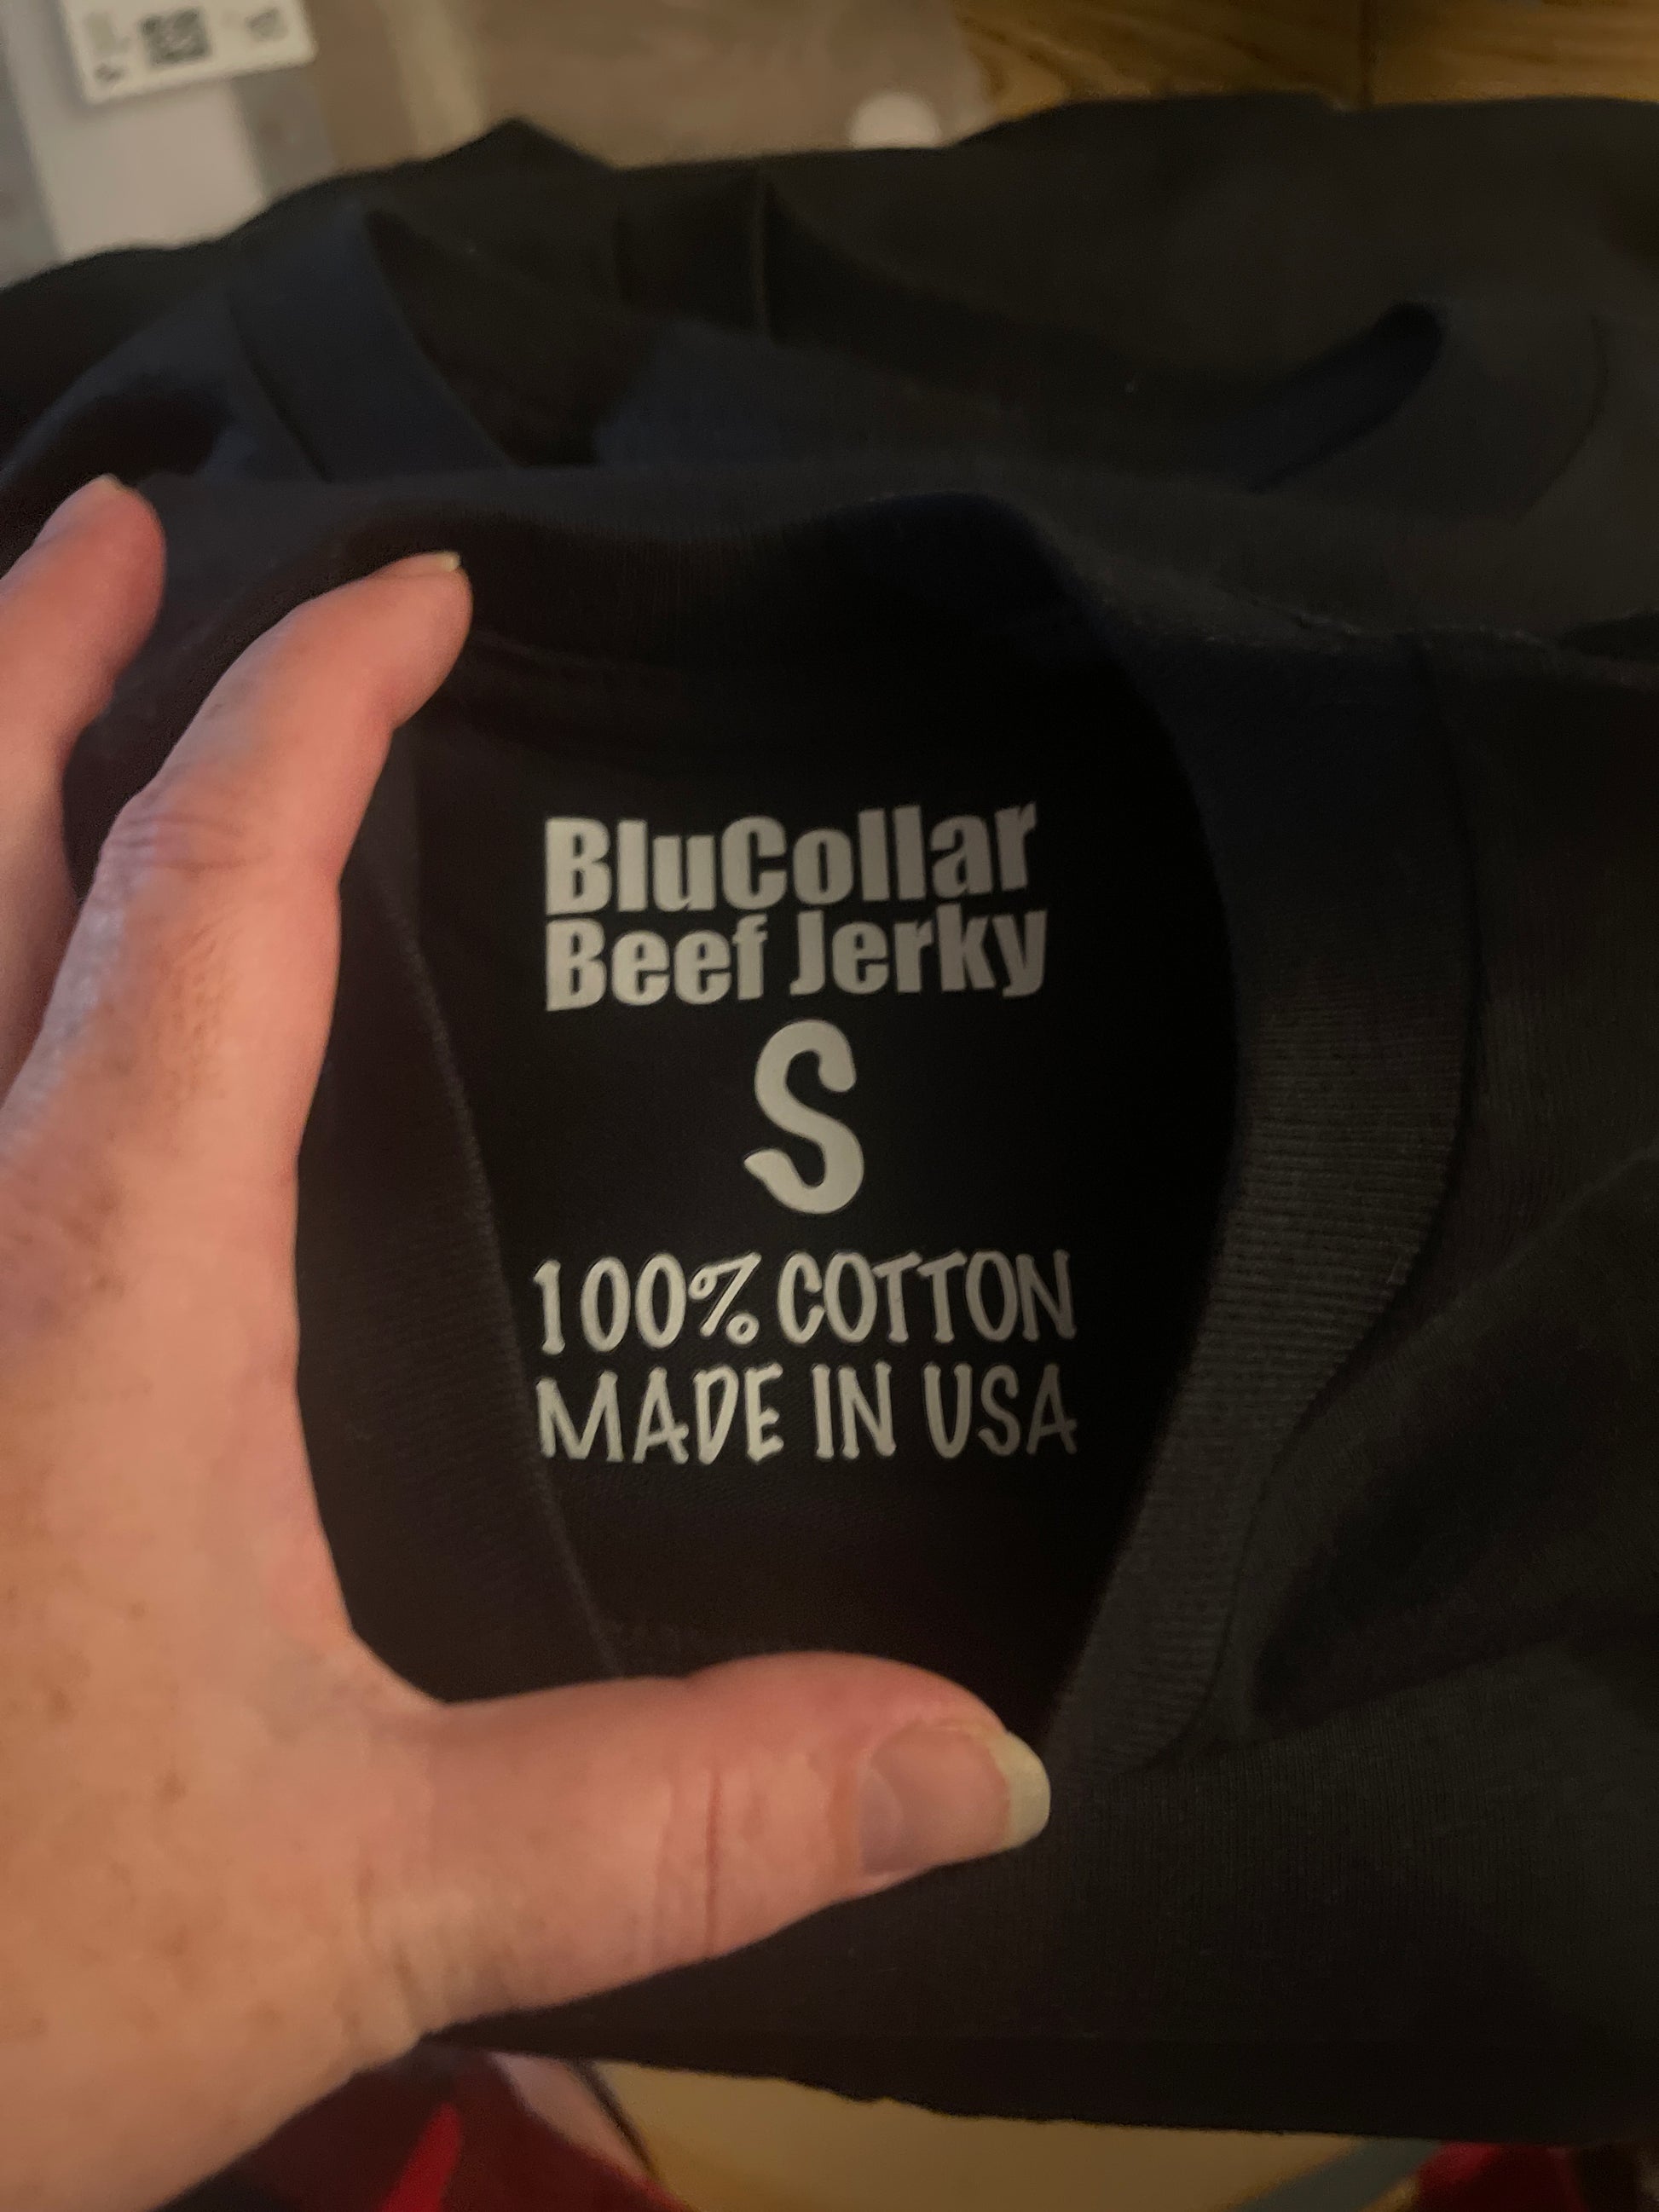 BluCollar
Beef Jerky
S
100% COTTON
MADE IN USA